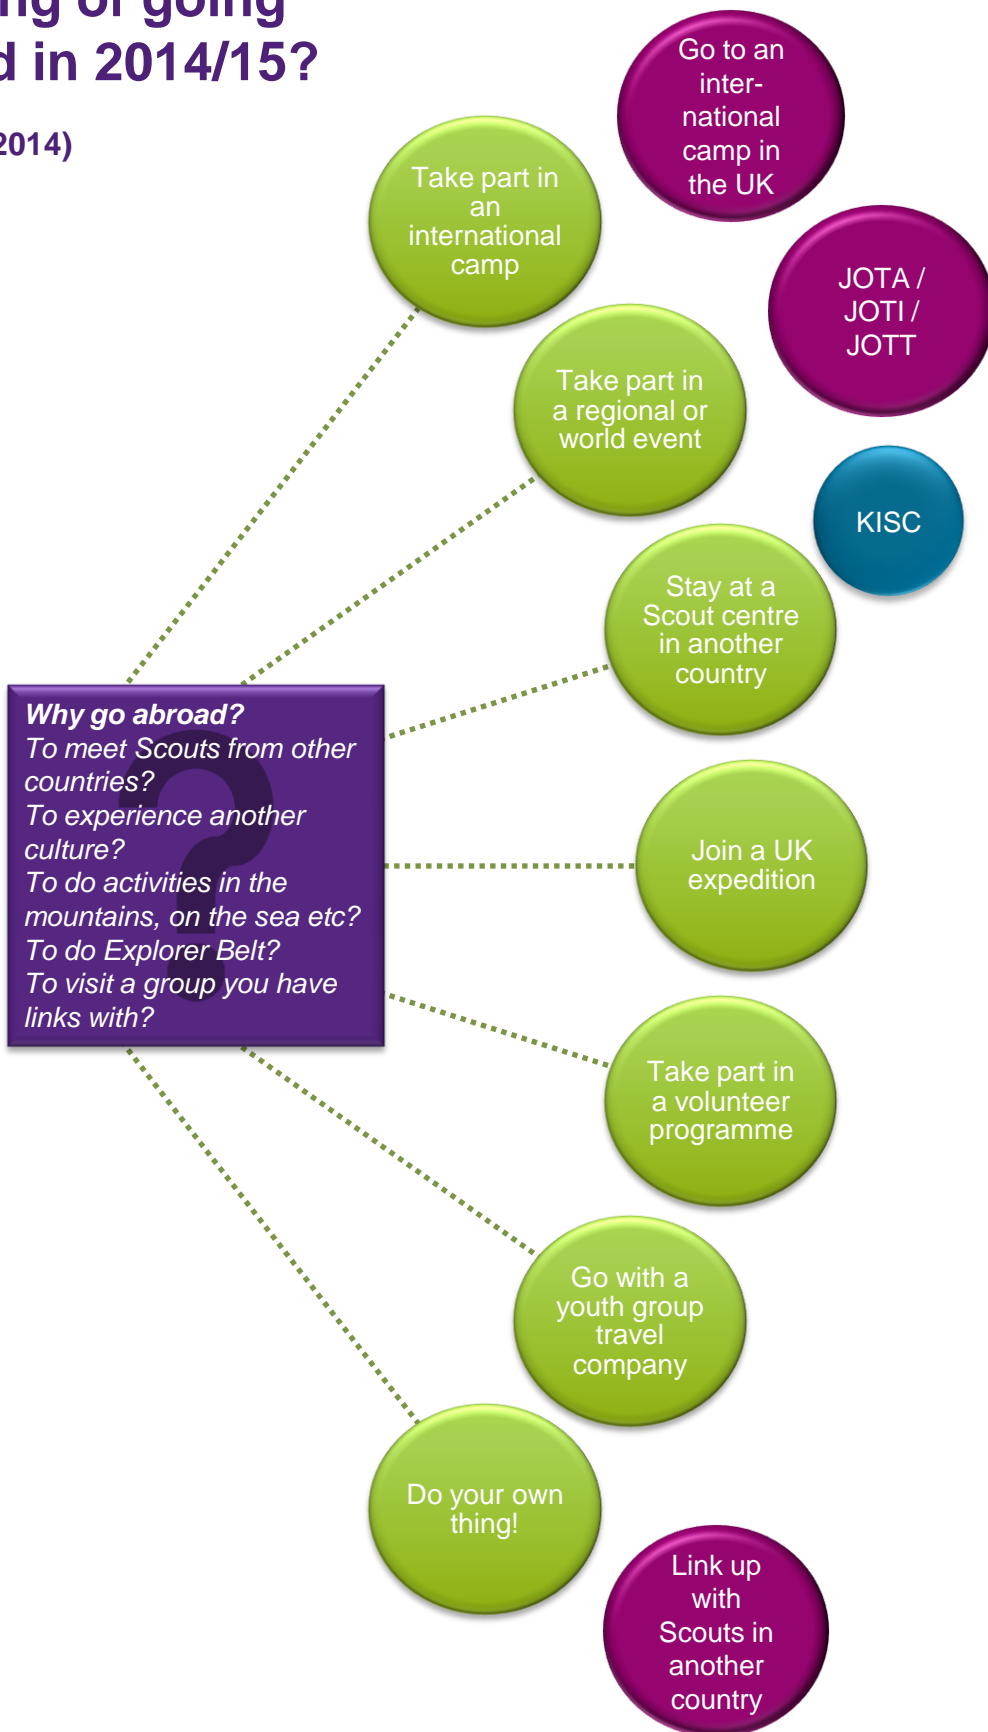 ng or going
d in 2014/15?
2014)
Go to an
inter-
national
camp in
the UK
Take part in
an
international
camp
JOTA /
JOTI /
JOTT
Take part in
a regional or
world event
KISC
Stay at a
Scout centre
in another
country
Why go abroad?
To meet Scouts from other
countries?
To experience another
culture?
To do activities in the
mountains, on the sea etc?
To do Explorer Belt?
To visit a group you have
links with?
?
Join a UK
expedition
Take part in
a volunteer
programme
Go with a
youth group
travel
company
Do your own
thing!
Link up
with
Scouts in
another
country